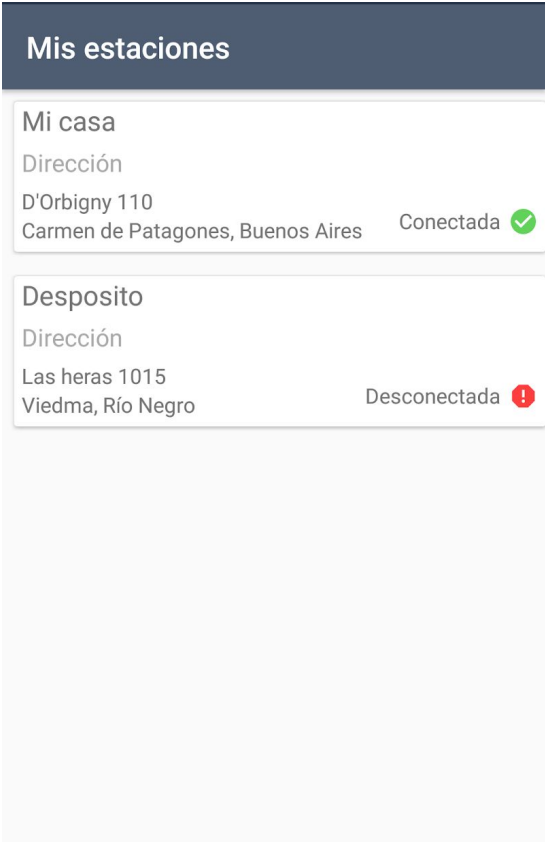 Mis estaciones
Mi casa
Dirección
D'Orbigny 110
Carmen de Patagones, Buenos Aires
Conectada
Desposito
Dirección
Las heras 1015
Viedma, Río Negro
Desconectada